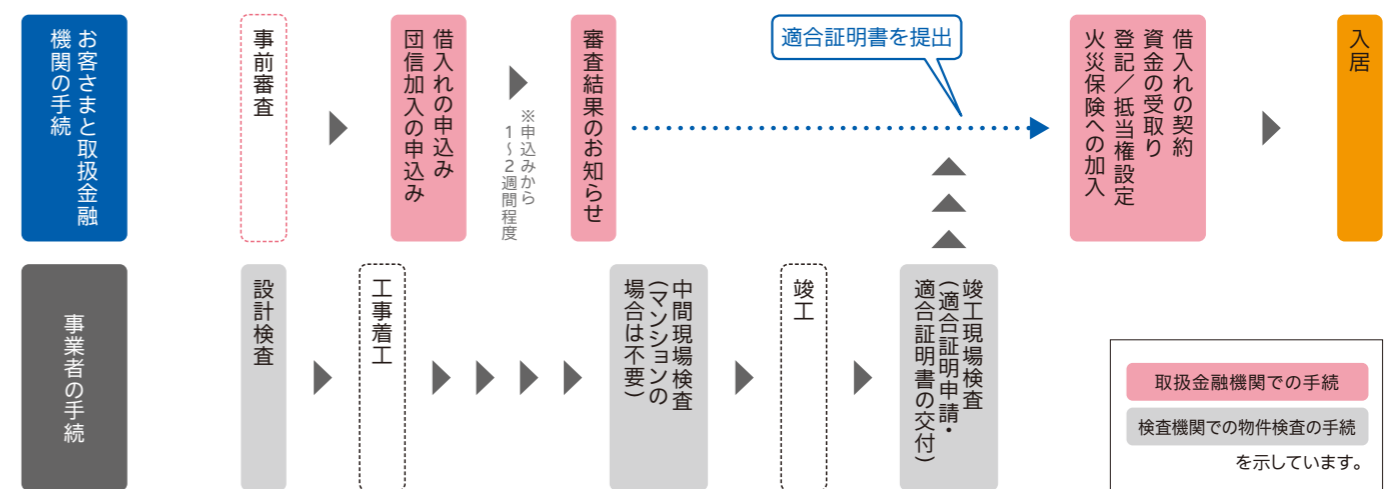 お客さまと取扱金融
機関の手続
事前審査
借入れの申込み
団信加入の申込み
※申込みから
1~2週間程度
審査結果のお知らせ
適合証明書を提出
借入れの契約
資金の受取り
登記/抵当権設定
火災保険への加入
入居
事業者の手続
設計検査
工事着工
中間現場検査
(マンションの
場合は不要)
竣工
竣工現場検査
(適合証明申請・
適合証明書の交付)
取扱金融機関での手続
検査機関での物件検査の手続
を示しています。